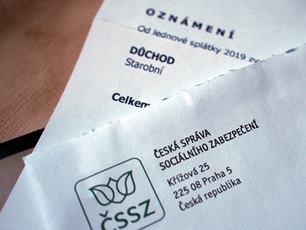 OZNÁMENÍ
Od lednové splátky 2019 zv
DŮCHOD
Starobní
Celkem
ČESKÁ SPRÁVA
SOCIÁLNÍHO ZABEZPEČENÍ
Křížová 25
225 08 Praha 5
Česká republika
ČSSZ